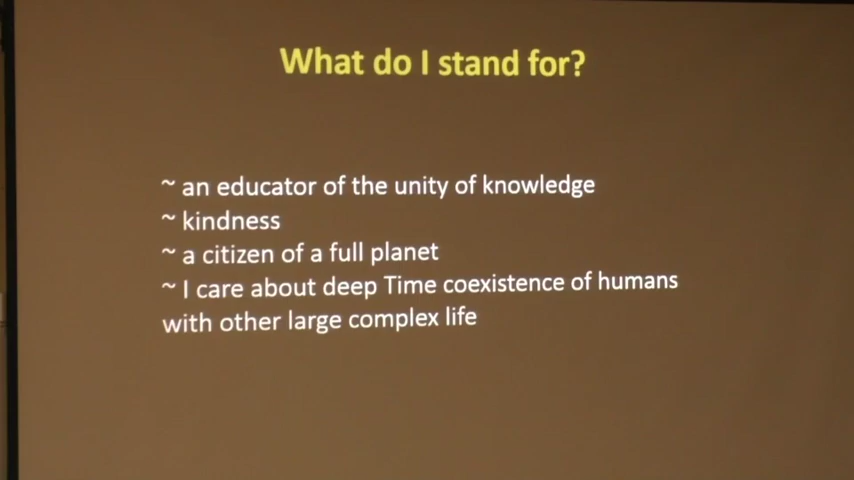 What do I stand for?
~ an educator of the unity of knowledge
~ kindness
~ a citizen of a full planet
~ I care about deep Time coexistence of humans
with other large complex life